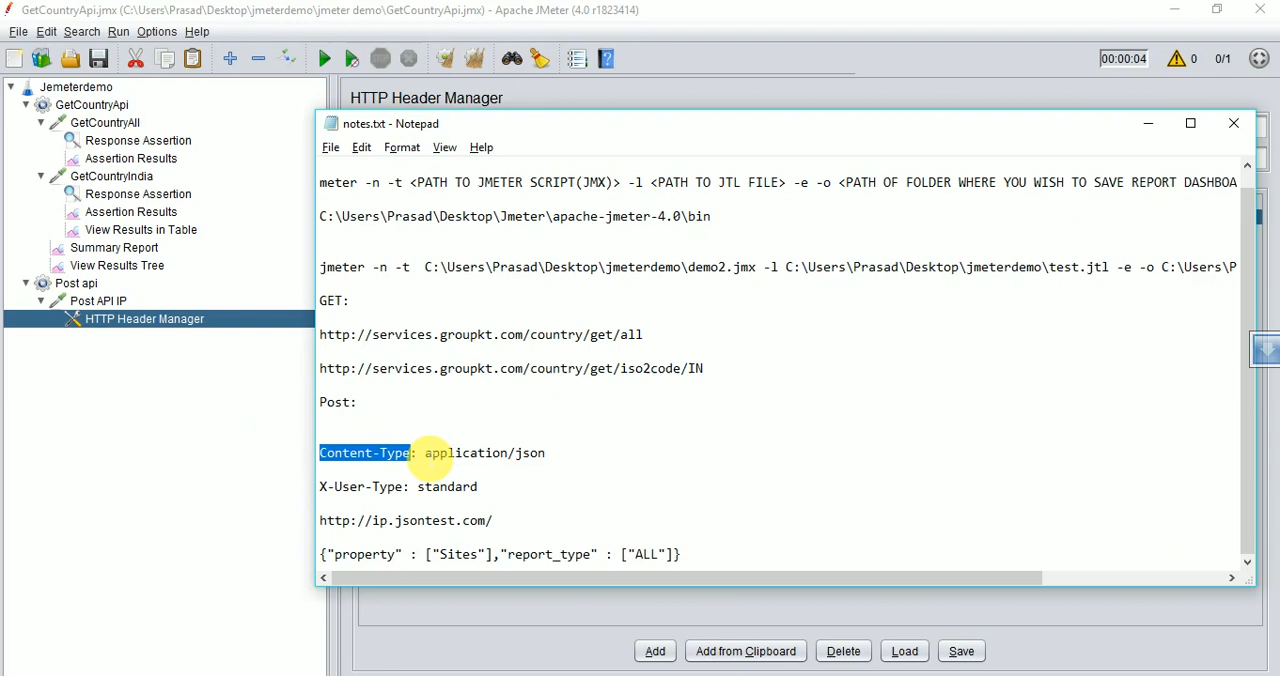 GetCountryApi.jmx (C:\Users\Prasad\Desktop\jmeterdemo\jmeter demo\GetCountryApi.jmx) - Apache JMeter (4.0 r1823414)
File Edit Search Run Options Help
00:00:04 0 0/1
Jemeterdemo
GetCountryApi
GetCountryAll
Response Assertion
Assertion Results
GetCountryIndia
Response Assertion
Assertion Results
View Results in Table
Summary Report
View Results Tree
Post api
Post API IP
HTTP Header Manager
HTTP Header Manager
notes.txt - Notepad
File Edit Format View Help
meter -n -t <PATH TO JMETER SCRIPT(JMX)> -l <PATH TO JTL FILE> -e -o <PATH OF FOLDER WHERE YOU WISH TO SAVE REPORT DASHBOA
C:\Users\Prasad\Desktop\Jmeter\apache-jmeter-4.0\bin
jmeter -n -t  C:\Users\Prasad\Desktop\jmeterdemo\demo2.jmx -l C:\Users\Prasad\Desktop\jmeterdemo\test.jtl -e -o C:\Users\P
GET:
http://services.groupkt.com/country/get/all
http://services.groupkt.com/country/get/iso2code/IN
Post:
Content-Type: application/json
X-User-Type: standard
http://ip.jsontest.com/
{"property" : ["Sites"],"report_type" : ["ALL"]}
Add Add from Clipboard Delete Load Save